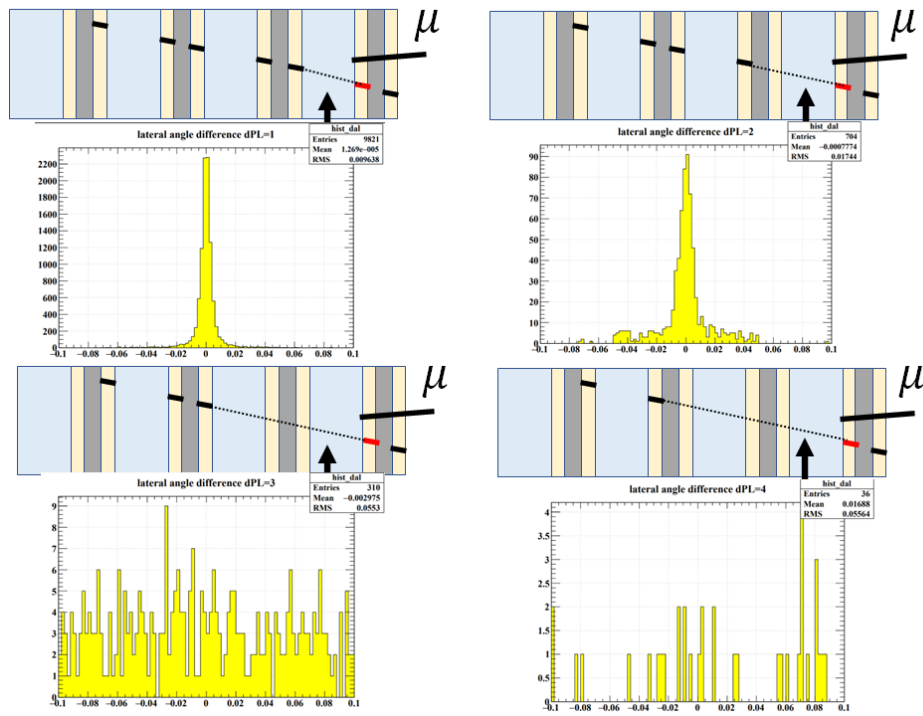 μ
μ
lateral angle difference dPL=1
hist_dal
Entries 9821
Mean 1.269e−005
RMS 0.009638
2200
2000
1800
1600
1400
1200
1000
800
600
400
200
0
−0.1 −0.08 −0.06 −0.04 −0.02 0 0.02 0.04 0.06 0.08 0.1
lateral angle difference dPL=2
hist_dal
Entries 704
Mean −0.0007774
RMS 0.01744
90
80
70
60
50
40
30
20
10
0
−0.1 −0.08 −0.06 −0.04 −0.02 0 0.02 0.04 0.06 0.08 0.1
μ
μ
lateral angle difference dPL=3
hist_dal
Entries 310
Mean −0.002975
RMS 0.0553
9
8
7
6
5
4
3
2
1
0
−0.1 −0.08 −0.06 −0.04 −0.02 0 0.02 0.04 0.06 0.08 0.1
lateral angle difference dPL=4
hist_dal
Entries 36
Mean 0.01688
RMS 0.05564
4
3.5
3
2.5
2
1.5
1
0.5
0
−0.1 −0.08 −0.06 −0.04 −0.02 0 0.02 0.04 0.06 0.08 0.1